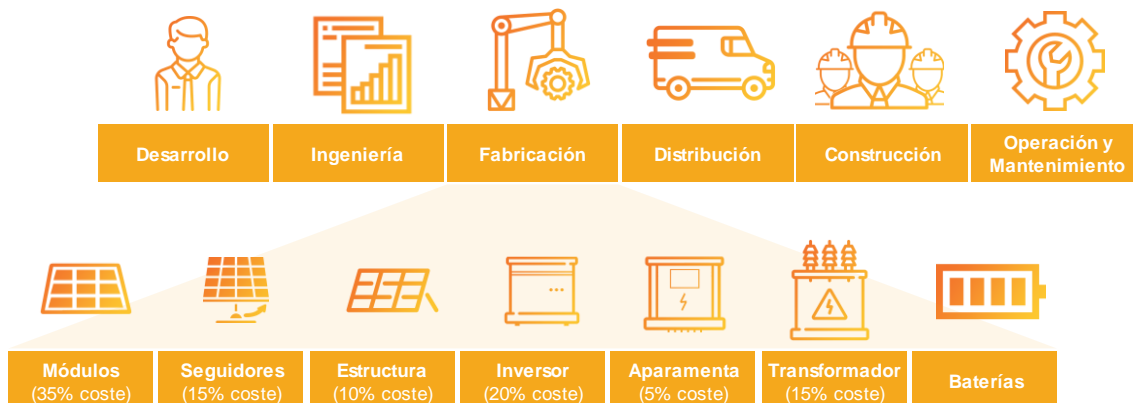 Desarrollo
Ingeniería
Fabricación
Distribución
Construcción
Operación y
Mantenimiento
Módulos
(35% coste)
Seguidores
(15% coste)
Estructura
(10% coste)
Inversor
(20% coste)
Aparamenta
(5% coste)
Transformador
(15% coste)
Baterías